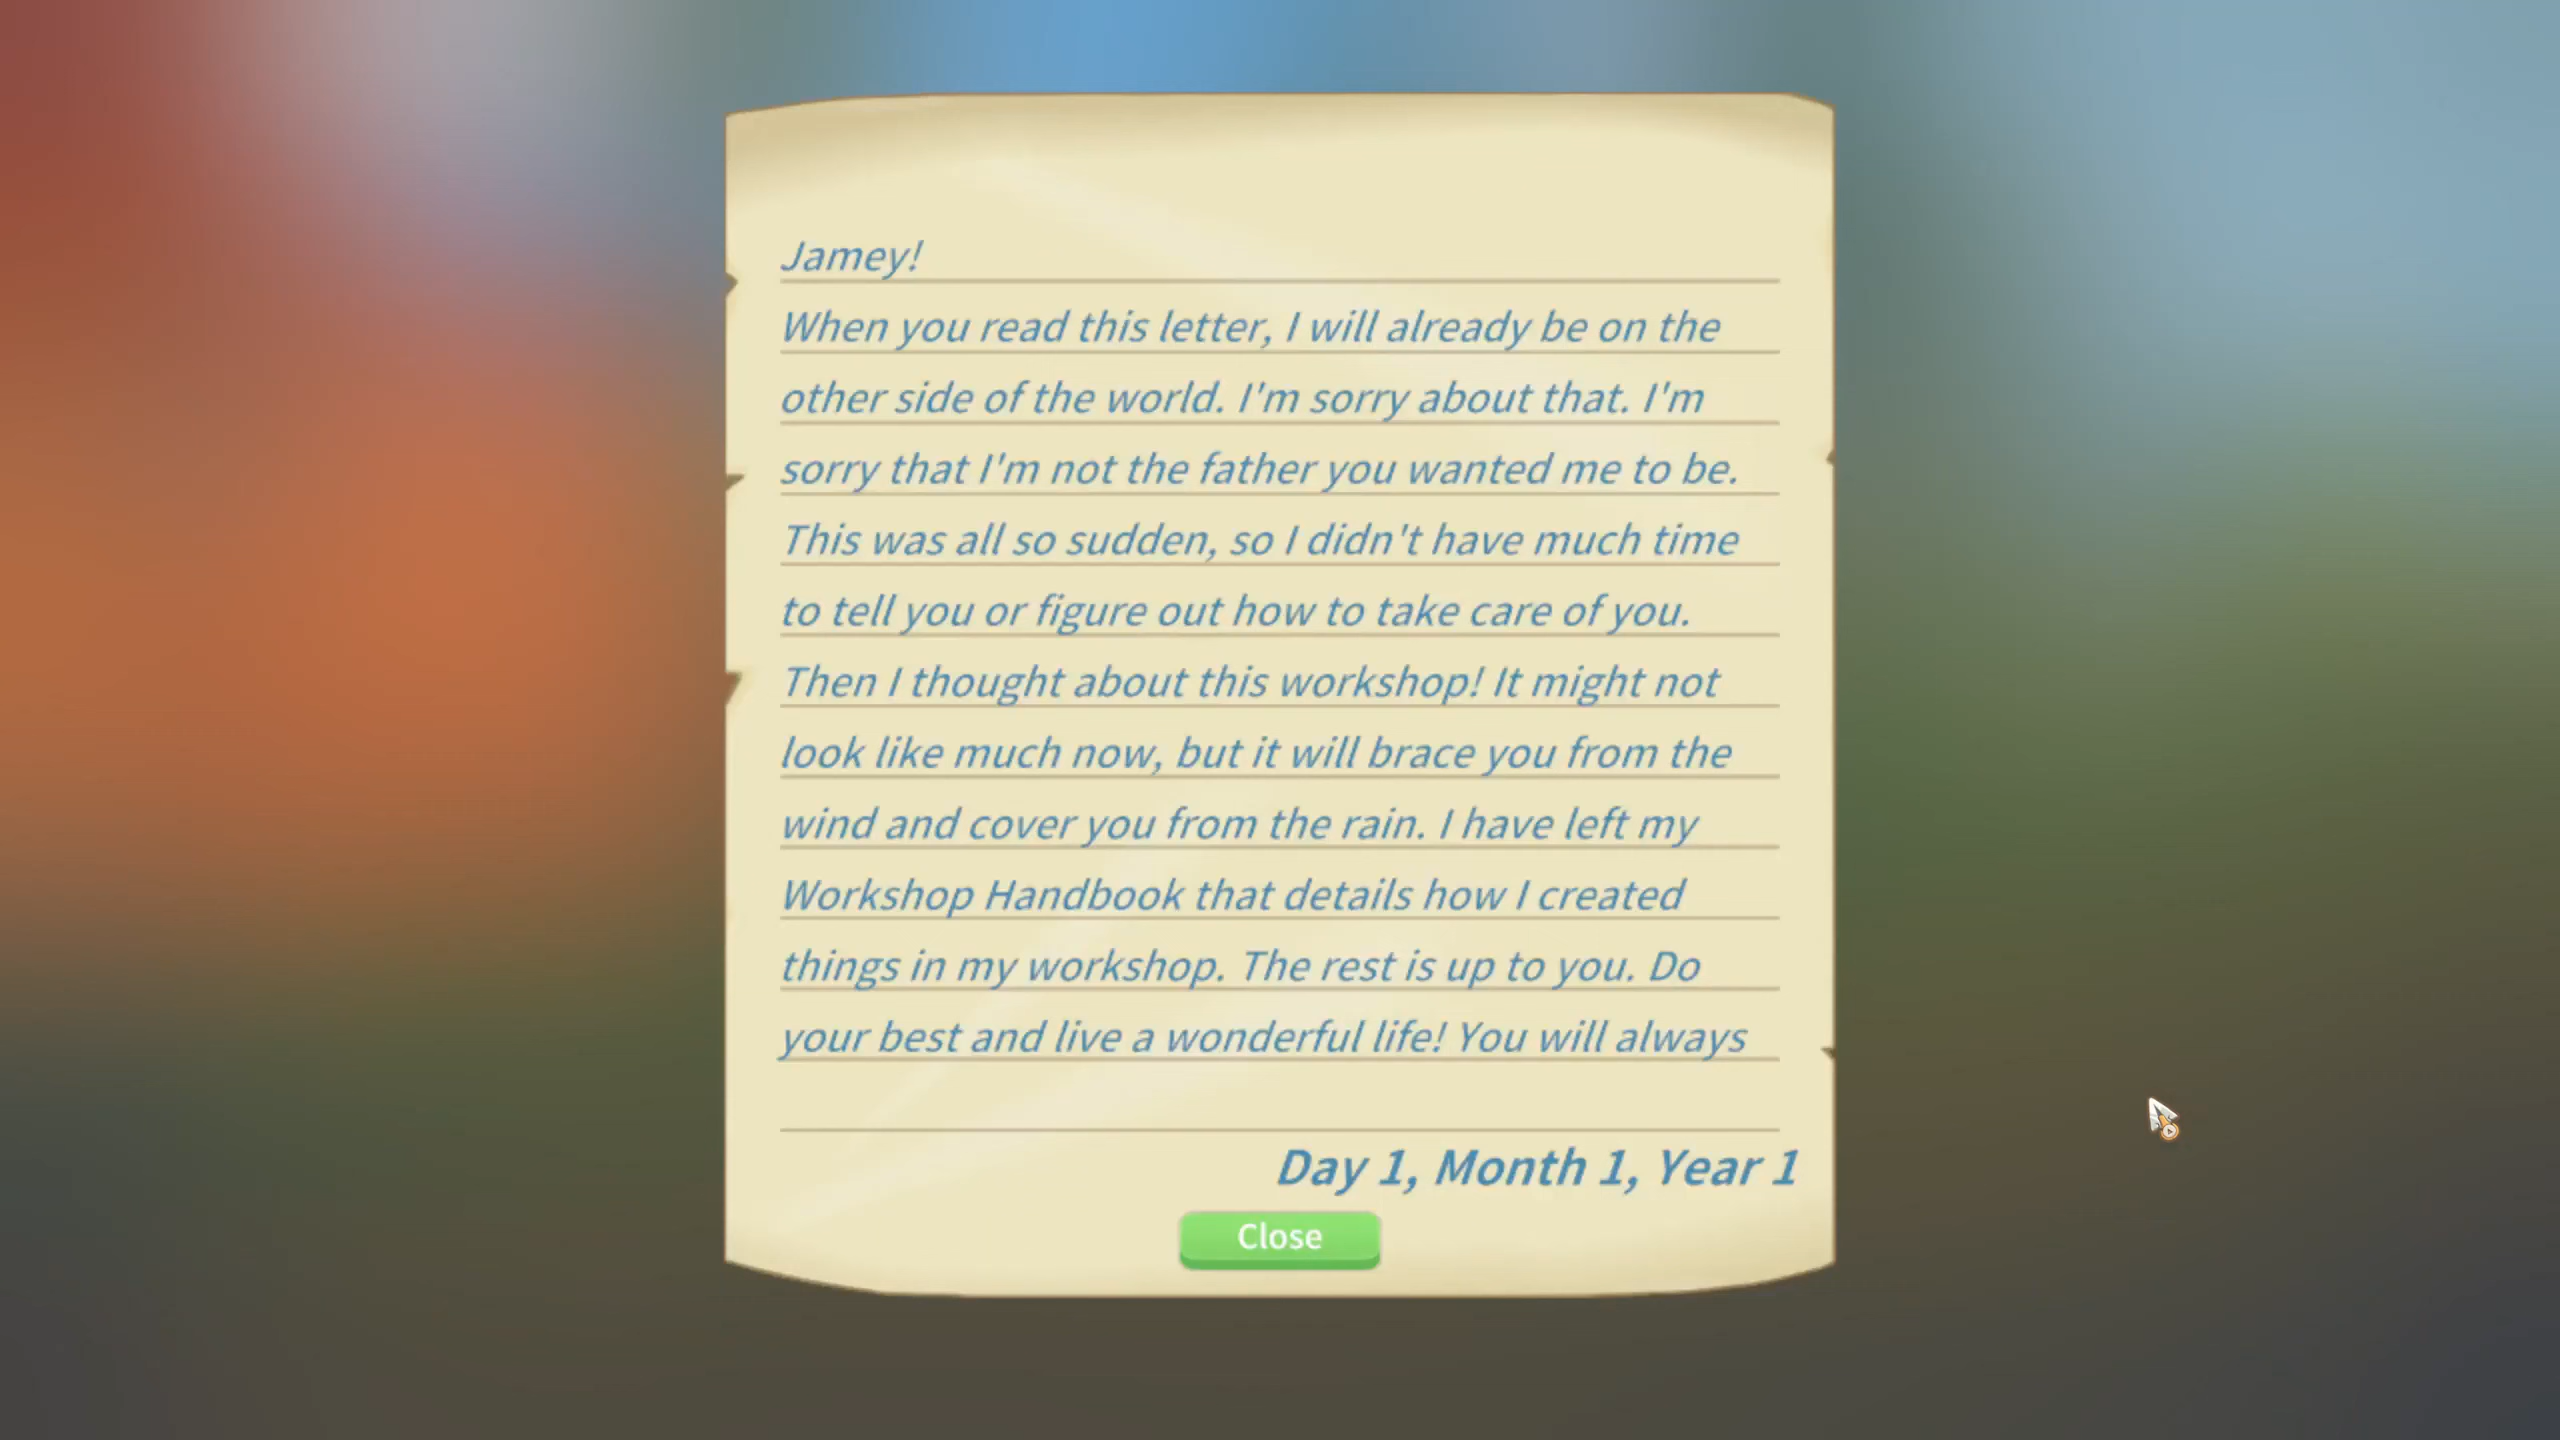 Jamey!
When you read this letter, I will already be on the
other side of the world. I'm sorry about that. I'm
sorry that I'm not the father you wanted me to be.
This was all so sudden, so I didn't have much time
to tell you or figure out how to take care of you.
Then I thought about this workshop! It might not
look like much now, but it will brace you from the
wind and cover you from the rain. I have left my
Workshop Handbook that details how I created
things in my workshop. The rest is up to you. Do
your best and live a wonderful life! You will always
Day 1, Month 1, Year 1
Close